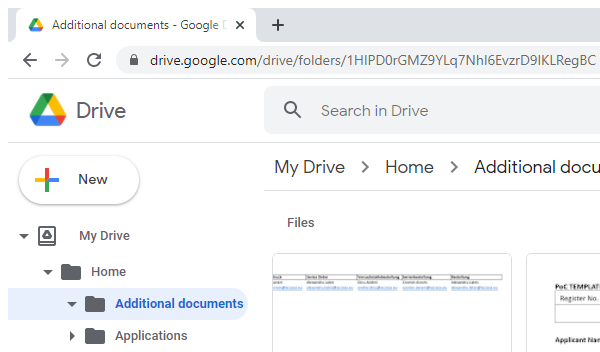 Additional documents - Google D
drive.google.com/drive/folders/1HIPD0rGMZ9YLq7NhI6EvzrD9IKLRegBC
Drive
Search in Drive
New
My Drive > Home > Additional docu
Files
My Drive
Home
Additional documents
Applications
PoC TEMPLAT
Register No.
Applicant Nam